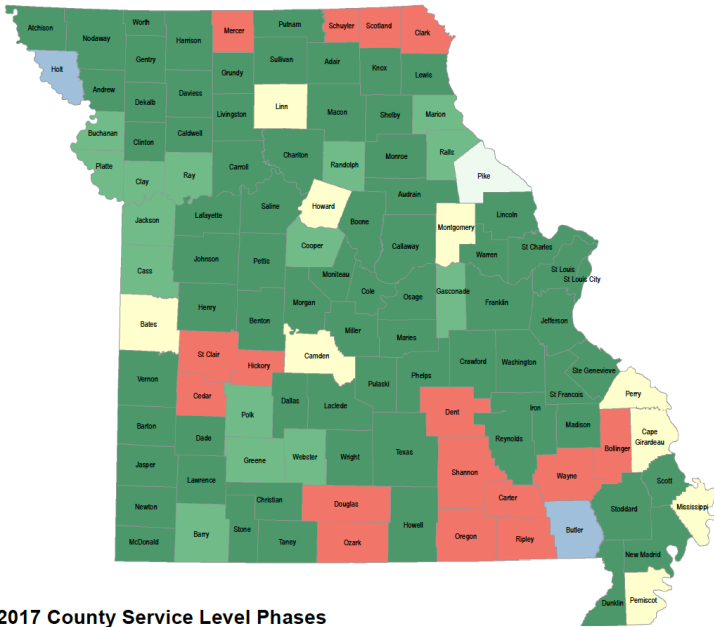 Atchison
Nodaway
Worth
Harrison
Mercer
Putnam
Schuyler
Scotland
Clark
Holt
Gentry
Sullivan
Adair
Knox
Lewis
Andrew
Dekalb
Daviess
Grundy
Livingston
Linn
Macon
Shelby
Marion
Buchanan
Clinton
Caldwell
Platte
Clay
Ray
Carroll
Chariton
Randolph
Monroe
Ralls
Pike
Jackson
Lafayette
Saline
Howard
Boone
Audrain
Callaway
Montgomery
Lincoln
Warren
St Charles
St Louis
St Louis City
Cass
Johnson
Pettis
Cooper
Moniteau
Cole
Osage
Gasconade
Franklin
Jefferson
Bates
Henry
Benton
Morgan
Miller
Maries
St Clair
Hickory
Camden
Pulaski
Phelps
Crawford
Washington
Ste Genevieve
St Francois
Perry
Vernon
Cedar
Polk
Dallas
Laclede
Dent
Iron
Madison
Bollinger
Cape
Girardeau
Barton
Dade
Greene
Webster
Wright
Texas
Shannon
Reynolds
Wayne
Scott
Jasper
Lawrence
Christian
Douglas
Howell
Carter
Butler
Stoddard
Mississippi
Newton
McDonald
Barry
Stone
Taney
Ozark
Oregon
Ripley
New Madrid
Dunklin
Pemiscot
2017 County Service Level Phases